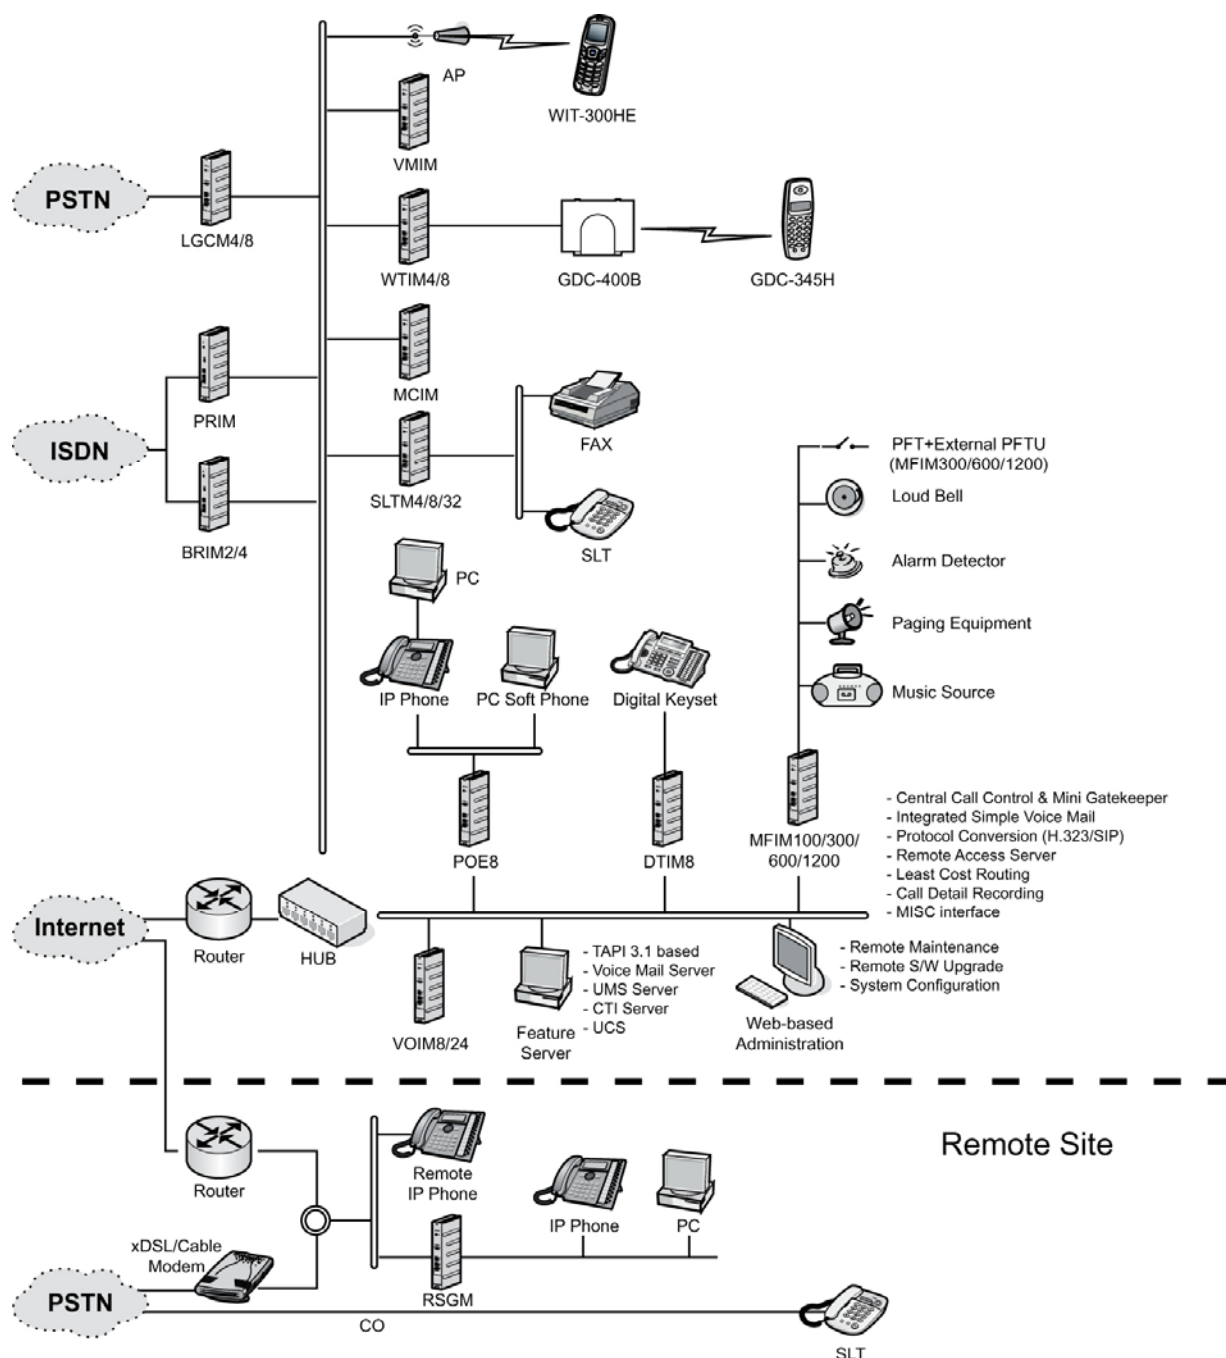 AP
WIT-300HE
VMIM
PSTN
LGCM4/8
WTIM4/8
GDC-400B
GDC-345H
MCIM
PRIM
ISDN
FAX
PFT+External PFTU
(MFIM300/600/1200)
SLTM4/8/32
Loud Bell
BRIM2/4
SLT
Alarm Detector
PC
Paging Equipment
IP Phone
PC Soft Phone
Digital Keyset
Music Source
POE8
DTIM8
MFIM100/300/
600/1200
- Central Call Control & Mini Gatekeeper
- Integrated Simple Voice Mail
- Protocol Conversion (H.323/SIP)
- Remote Access Server
- Least Cost Routing
- Call Detail Recording
- MISC interface
Internet
Router
HUB
VOIM8/24
Feature
Server
- TAPI 3.1 based
- Voice Mail Server
- UMS Server
- CTI Server
- UCS
Web-based
Administration
- Remote Maintenance
- Remote S/W Upgrade
- System Configuration
Remote Site
Router
Remote
IP Phone
IP Phone
PC
xDSL/Cable
Modem
RSGM
PSTN
CO
SLT